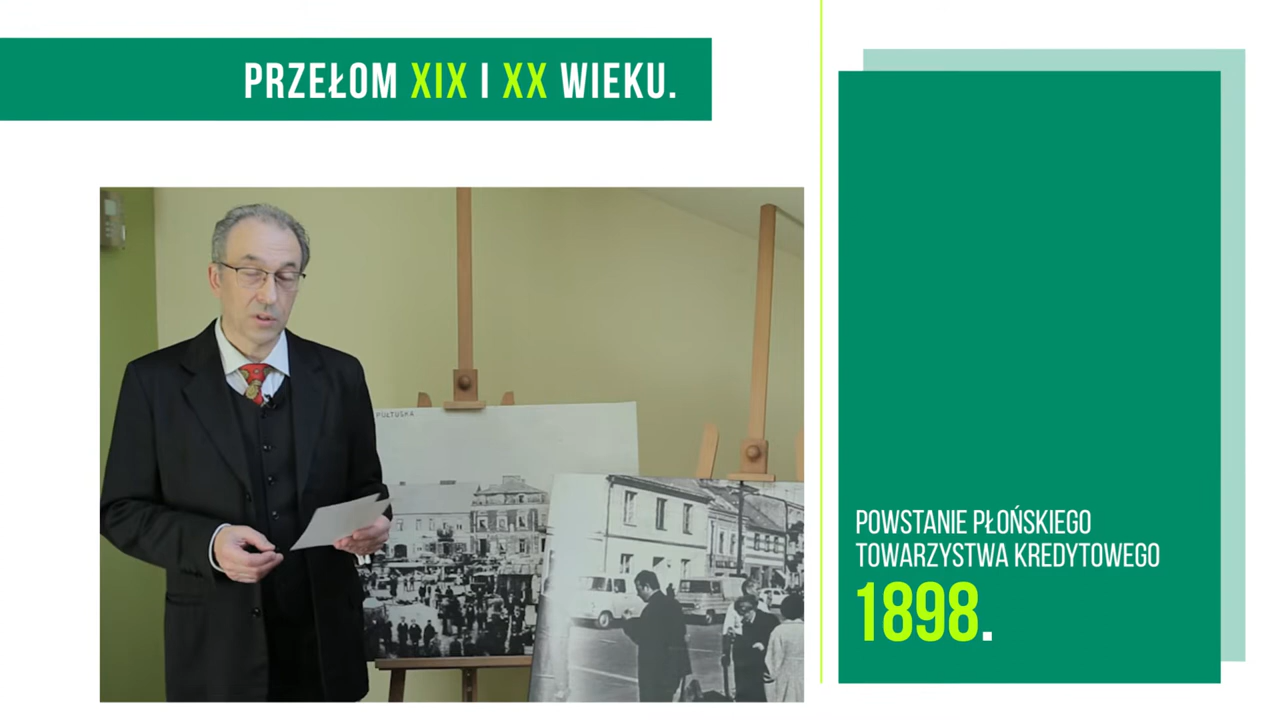 PRZEŁOM XIX I XX WIEKU.
PUŁTUSKA
POWSTANIE PŁOŃSKIEGO
TOWARZYSTWA KREDYTOWEGO
1898.